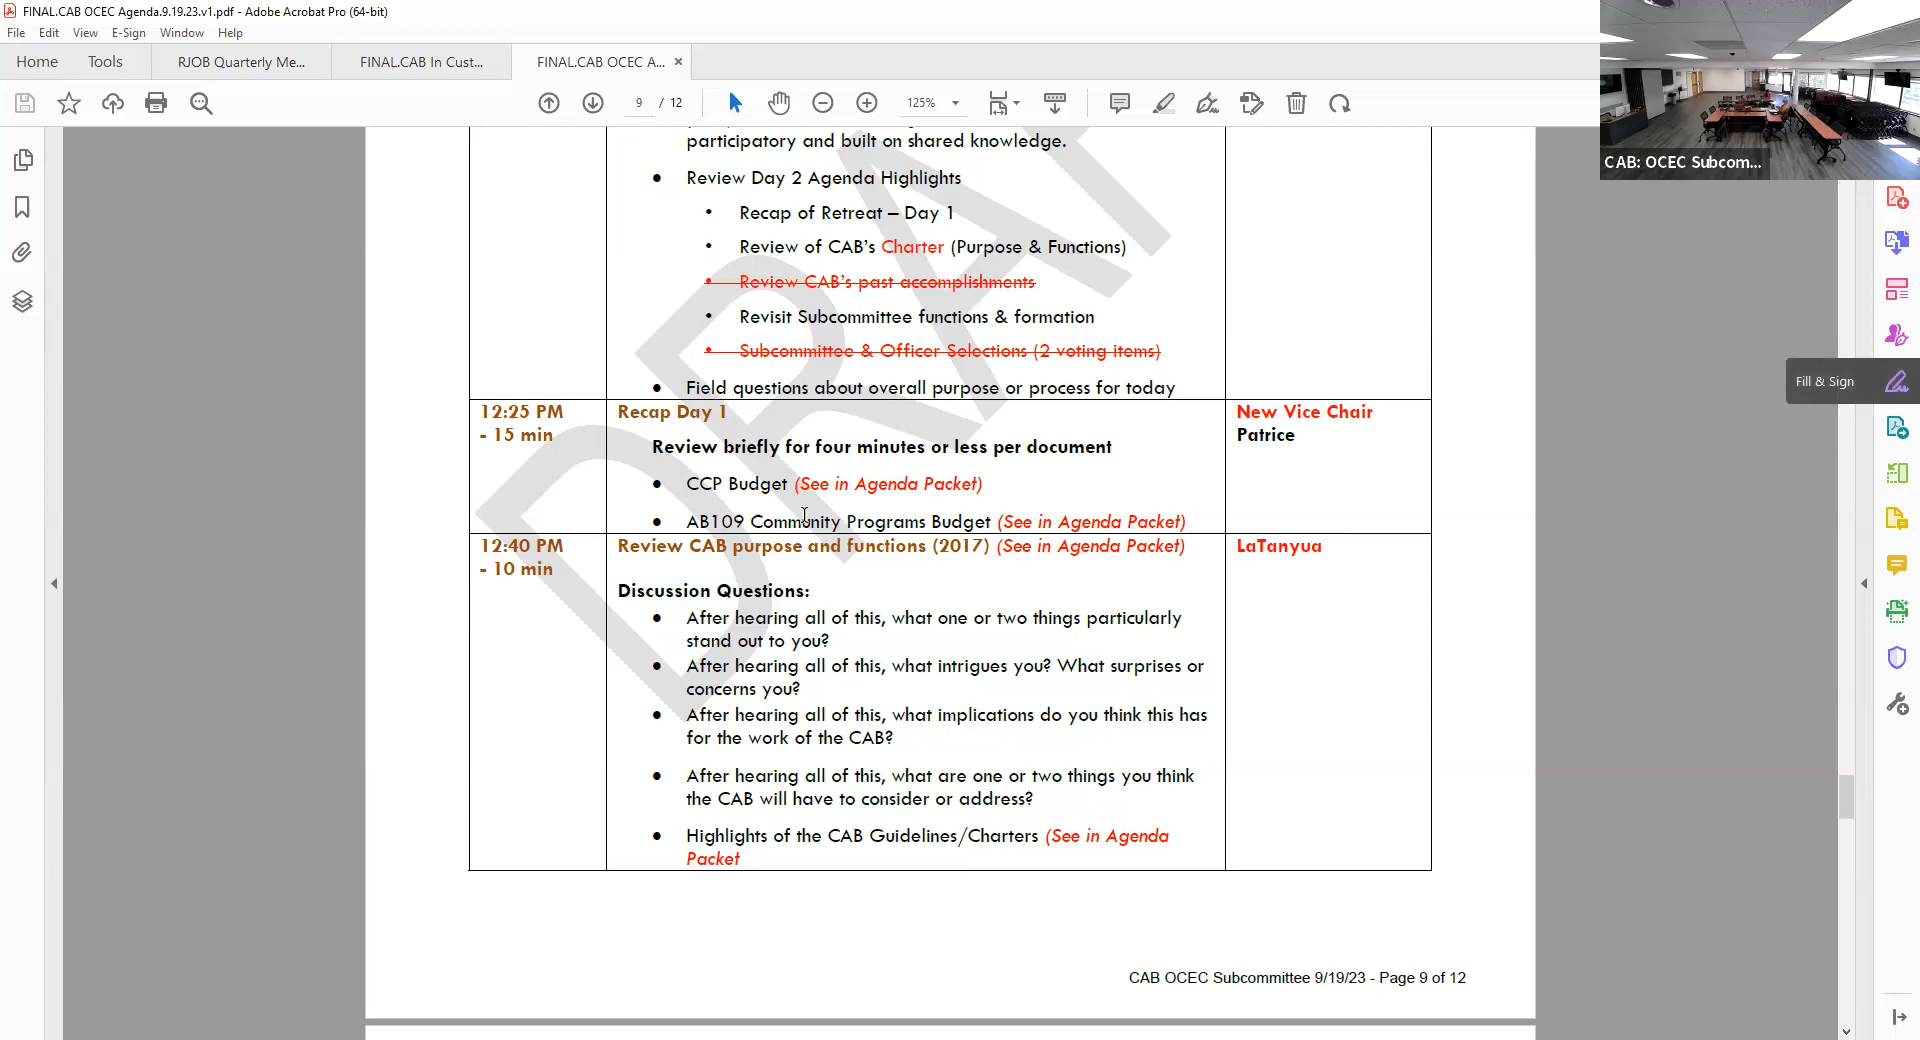 FINAL.CAB OCEC Agenda.9.19.23.v1.pdf - Adobe Acrobat Pro (64-bit)
File Edit View E-Sign Window Help
Home Tools RJOB Quarterly Me... FINAL.CAB In Cust... FINAL.CAB OCEC A... ×
9 / 12 125%
CAB: OCEC Subcom...
participatory and built on shared knowledge.
● Review Day 2 Agenda Highlights
• Recap of Retreat – Day 1
• Review of CAB's Charter (Purpose & Functions)
• Review CAB's past accomplishments
• Revisit Subcommittee functions & formation
• Subcommittee & Officer Selections (2 voting items)
● Field questions about overall purpose or process for today
Fill & Sign
12:25 PM
- 15 min
Recap Day 1
Review briefly for four minutes or less per document
● CCP Budget (See in Agenda Packet)
● AB109 Community Programs Budget (See in Agenda Packet)
New Vice Chair
Patrice
12:40 PM
- 10 min
Review CAB purpose and functions (2017) (See in Agenda Packet)
Discussion Questions:
● After hearing all of this, what one or two things particularly
stand out to you?
● After hearing all of this, what intrigues you? What surprises or
concerns you?
● After hearing all of this, what implications do you think this has
for the work of the CAB?
● After hearing all of this, what are one or two things you think
the CAB will have to consider or address?
● Highlights of the CAB Guidelines/Charters (See in Agenda
Packet
LaTanyua
CAB OCEC Subcommittee 9/19/23 - Page 9 of 12